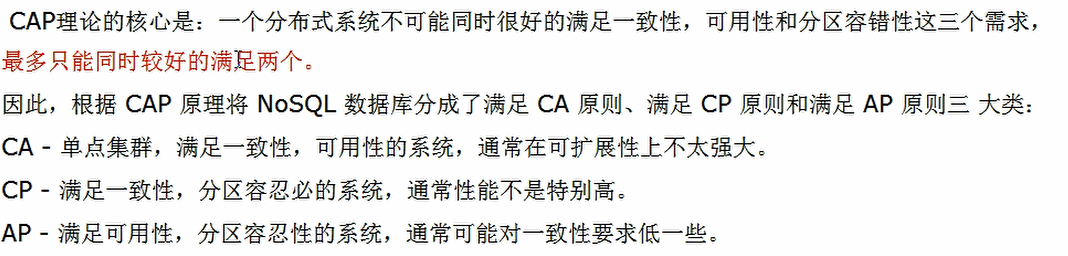 CAP理论的核心是：一个分布式系统不可能同时很好的满足一致性，可用性和分区容错性这三个需求，
最多只能同时较好的满足两个。
因此，根据 CAP 原理将 NoSQL 数据库分成了满足 CA 原则、满足 CP 原则和满足 AP 原则三 大类：
CA - 单点集群，满足一致性，可用性的系统，通常在可扩展性上不太强大。
CP - 满足一致性，分区容忍必的系统，通常性能不是特别高。
AP - 满足可用性，分区容忍性的系统，通常可能对一致性要求低一些。